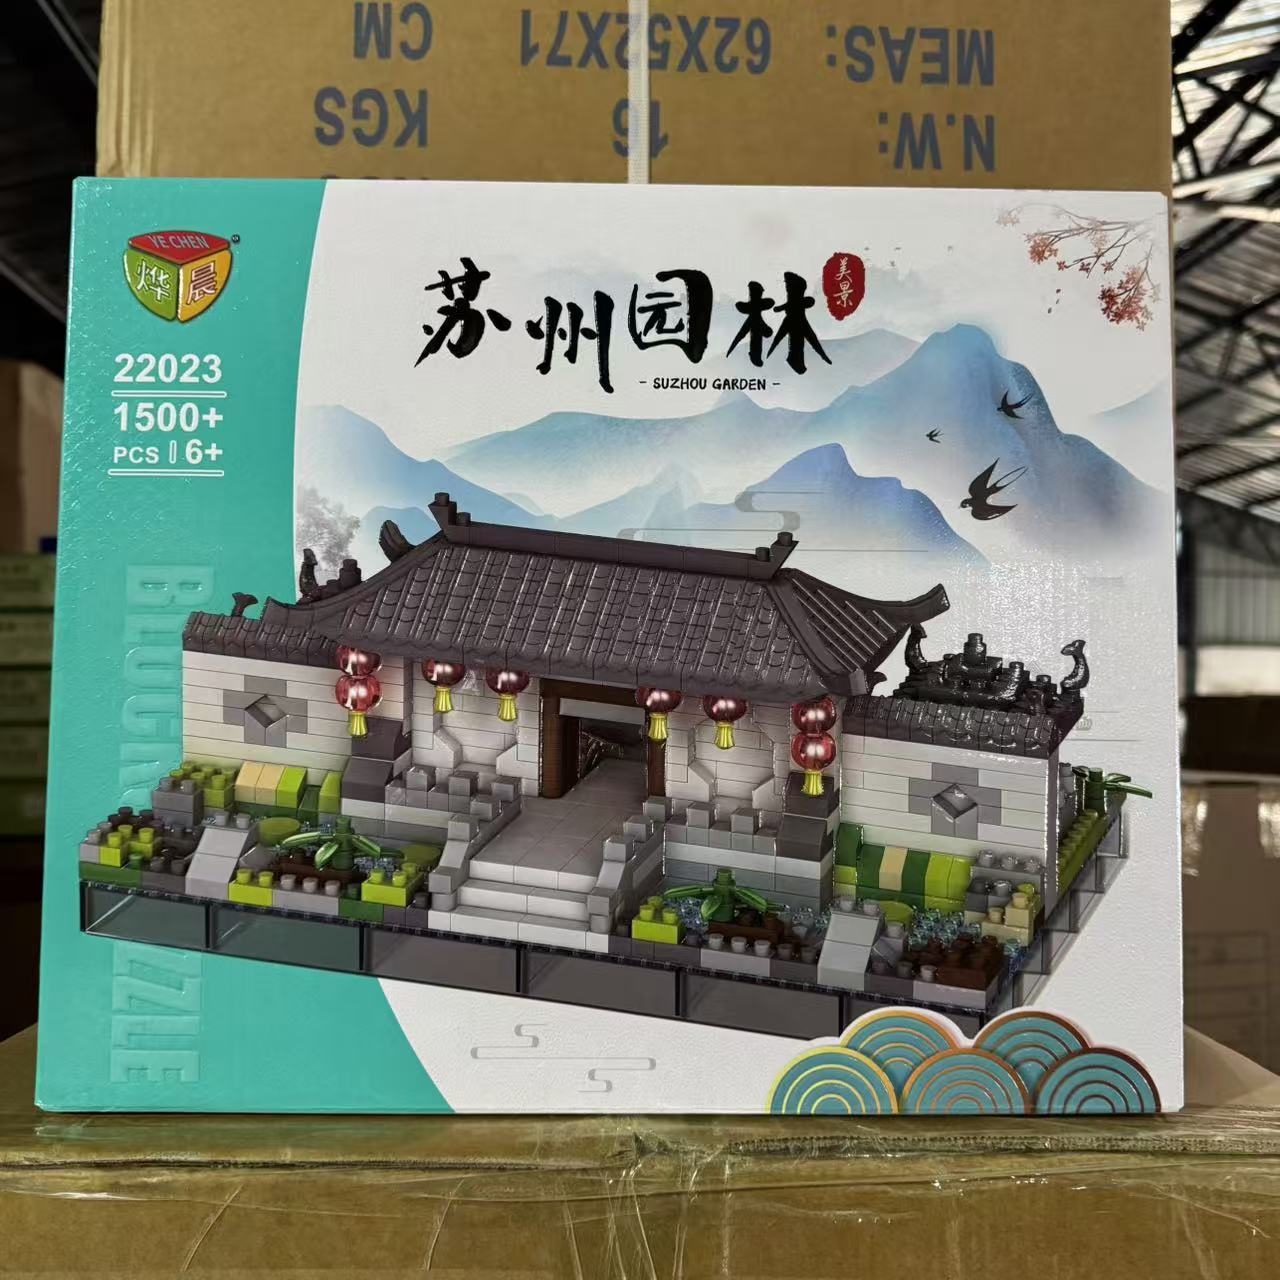 MEAS: 62X52X71 CM
N.W: 16 KGS
YE CHEN
烨晨
苏州园林
美景
- SUZHOU GARDEN -
22023
1500+
PCS 6+